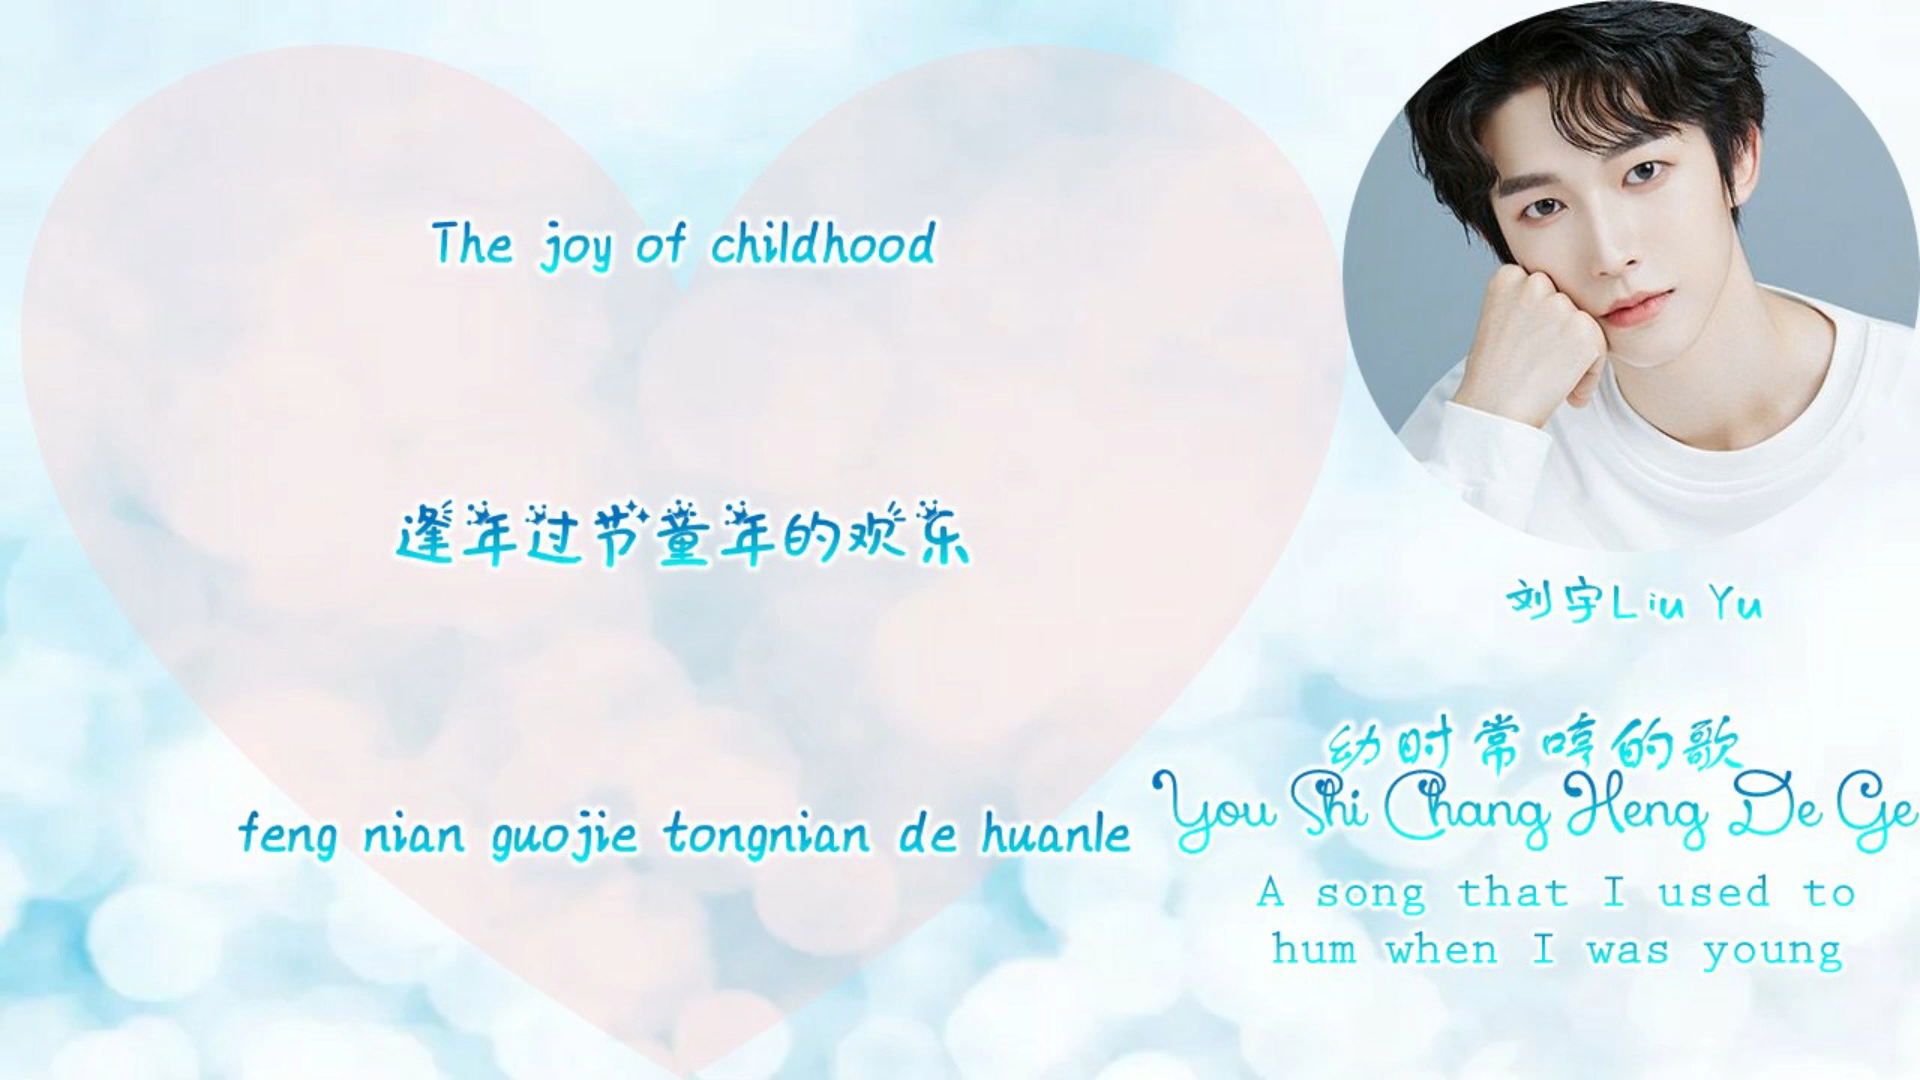 The joy of childhood
逢年过节童年的欢乐
feng nian guojie tongnian de huanle
刘宇Liu Yu
幼时常哼的歌
You Shi Chang Heng De Ge
A song that I used to
hum when I was young